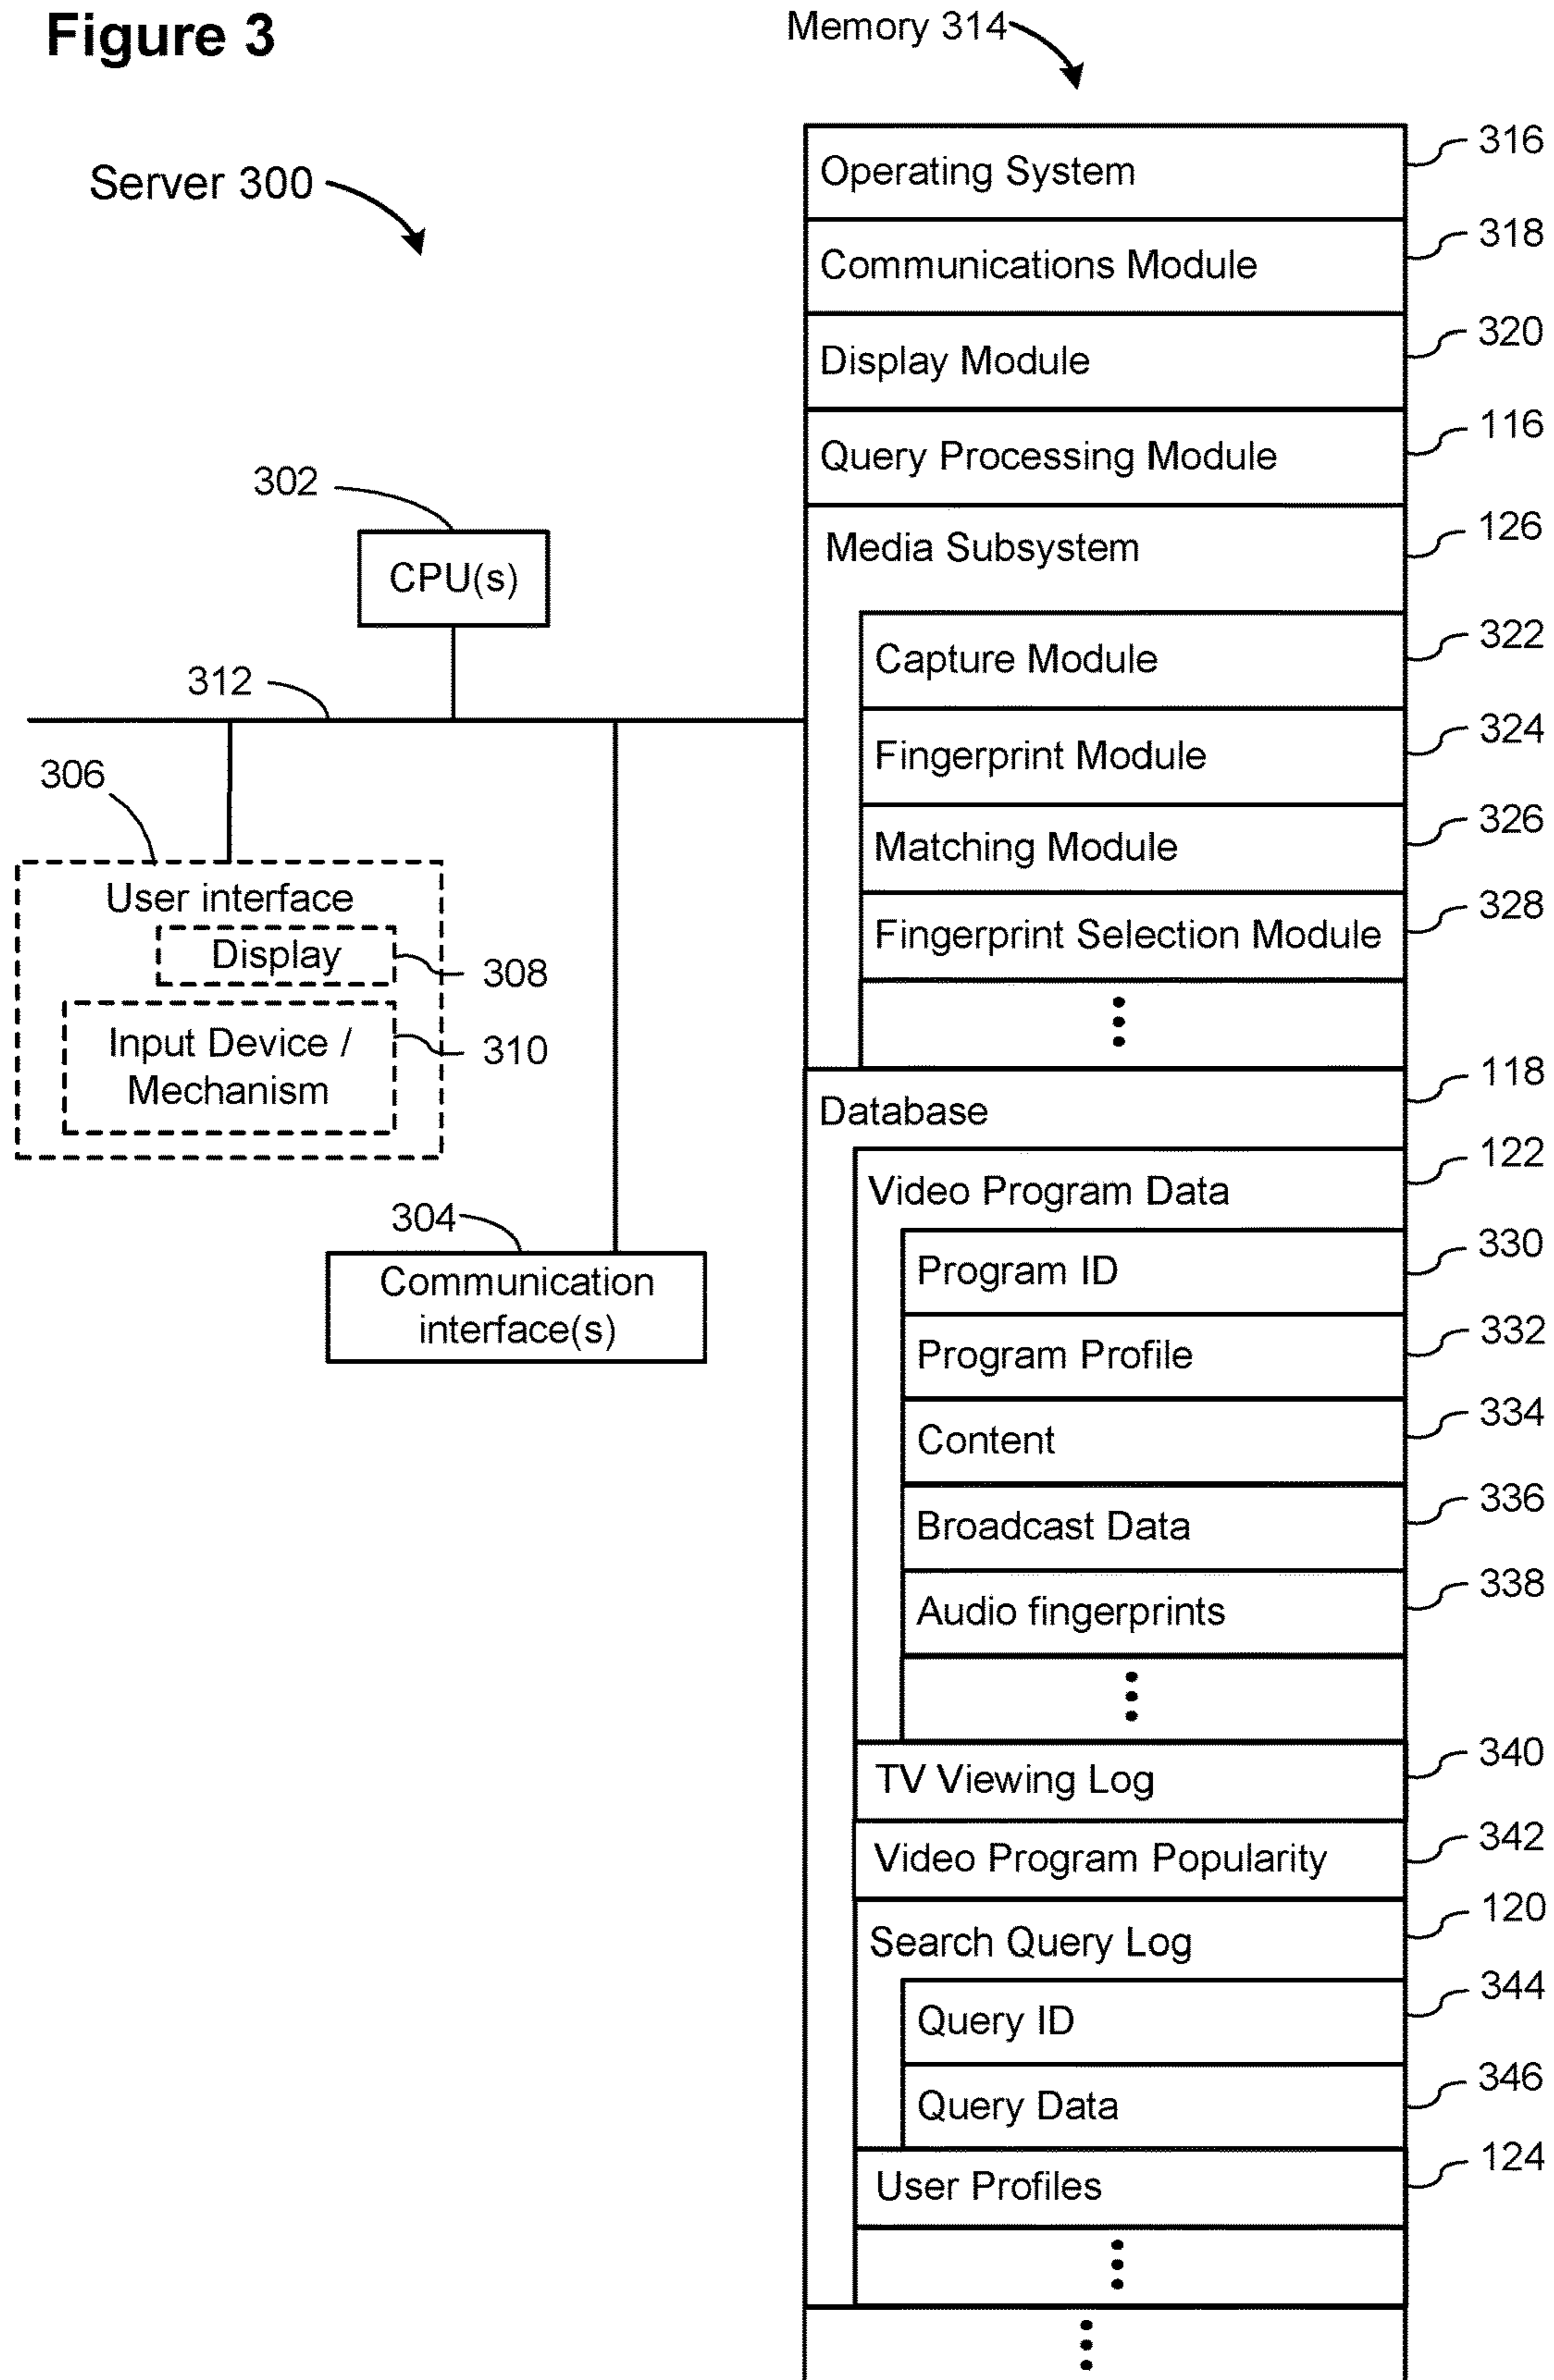 Figure 3
Memory 314
Server 300
Operating System
316
Communications Module
318
Display Module
320
Query Processing Module
116
Media Subsystem
126
Capture Module
322
Fingerprint Module
324
Matching Module
326
Fingerprint Selection Module
328
302
CPU(s)
312
306
User interface
Display
308
Input Device /
Mechanism
310
304
Communication
interface(s)
Database
118
Video Program Data
122
Program ID
330
Program Profile
332
Content
334
Broadcast Data
336
Audio fingerprints
338
TV Viewing Log
340
Video Program Popularity
342
Search Query Log
120
Query ID
344
Query Data
346
User Profiles
124